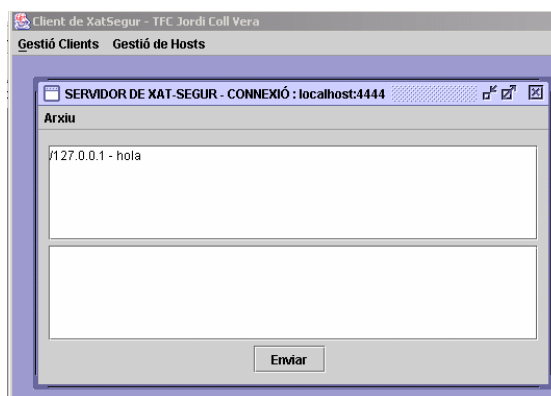 Client de XatSegur - TFC Jordi Coll Vera
Gestió Clients Gestió de Hosts
SERVIDOR DE XAT-SEGUR - CONNEXIÓ : localhost:4444
Arxiu
/127.0.0.1 - hola
Enviar